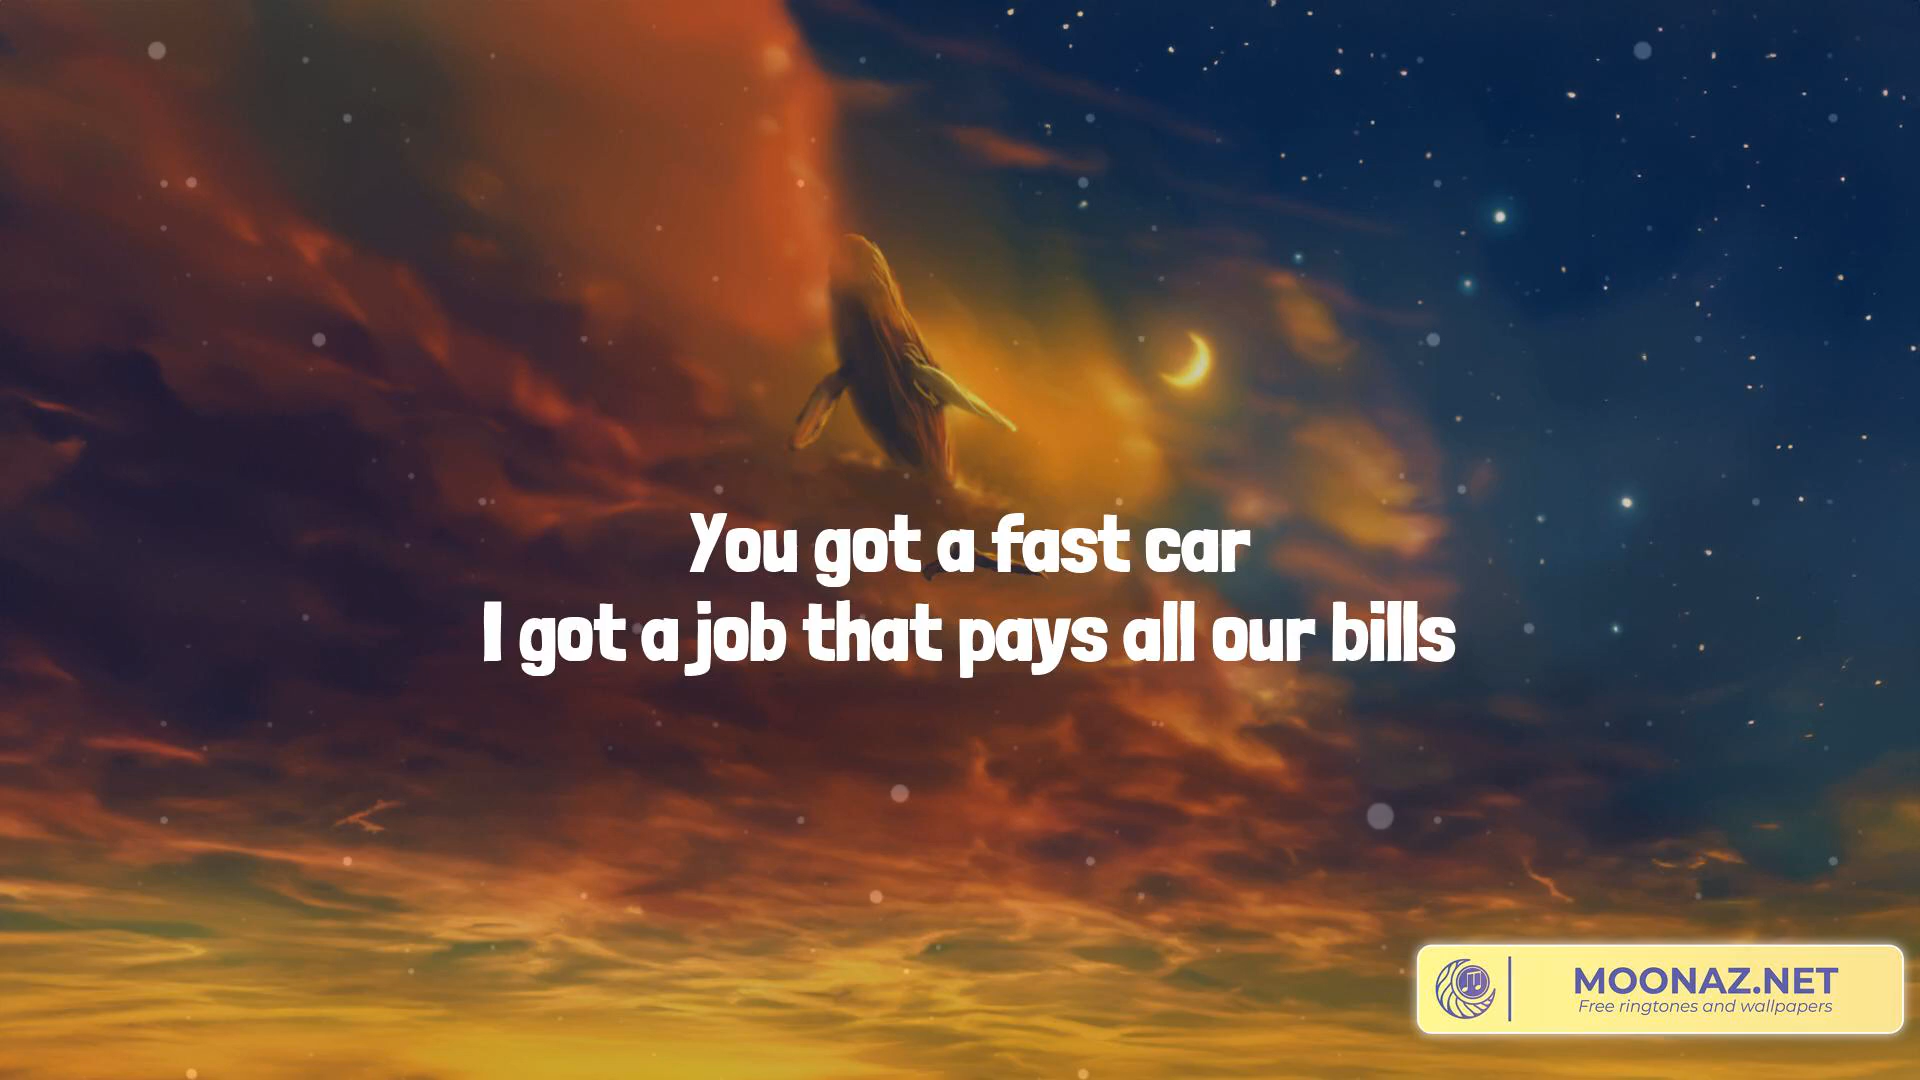 You got a fast car
I got a job that pays all our bills
MOONAZ.NET
Free ringtones and wallpapers